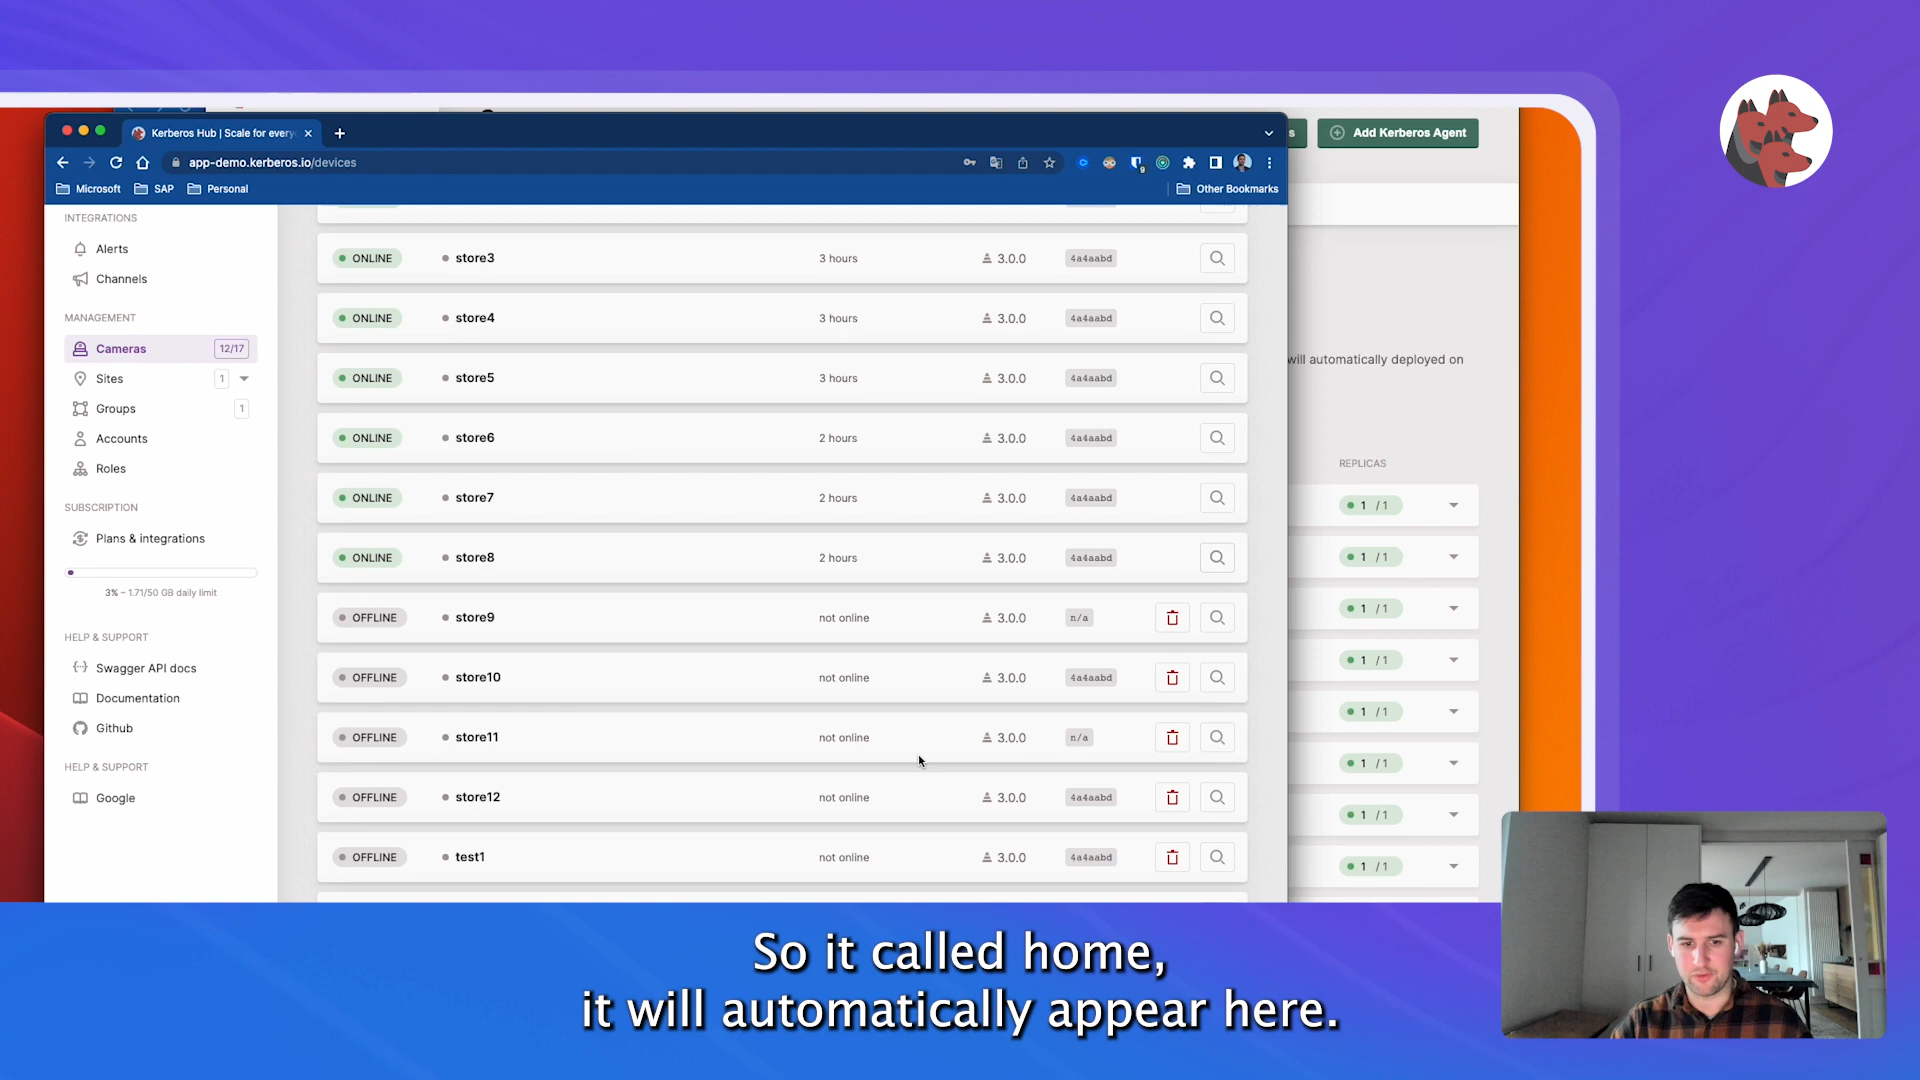 Kerberos Hub | Scale for every
s
Add Kerberos Agent
app-demo.kerberos.io/devices
9
Microsoft
SAP
Personal
Other Bookmarks
INTEGRATIONS
Alerts
Channels
MANAGEMENT
Cameras 12/17
Sites 1
Groups 1
Accounts
Roles
SUBSCRIPTION
Plans & integrations
3% – 1.71/50 GB daily limit
HELP & SUPPORT
Swagger API docs
Documentation
Github
HELP & SUPPORT
Google
ONLINE store3 3 hours 3.0.0 4a4aabd
ONLINE store4 3 hours 3.0.0 4a4aabd
ONLINE store5 3 hours 3.0.0 4a4aabd
ONLINE store6 2 hours 3.0.0 4a4aabd
ONLINE store7 2 hours 3.0.0 4a4aabd
ONLINE store8 2 hours 3.0.0 4a4aabd
OFFLINE store9 not online 3.0.0 n/a
OFFLINE store10 not online 3.0.0 4a4aabd
OFFLINE store11 not online 3.0.0 n/a
OFFLINE store12 not online 3.0.0 4a4aabd
OFFLINE test1 not online 3.0.0 4a4aabd
will automatically deployed on
REPLICAS
1 / 1
1 / 1
1 / 1
1 / 1
1 / 1
1 / 1
1 / 1
1 / 1
So it called home,
it will automatically appear here.